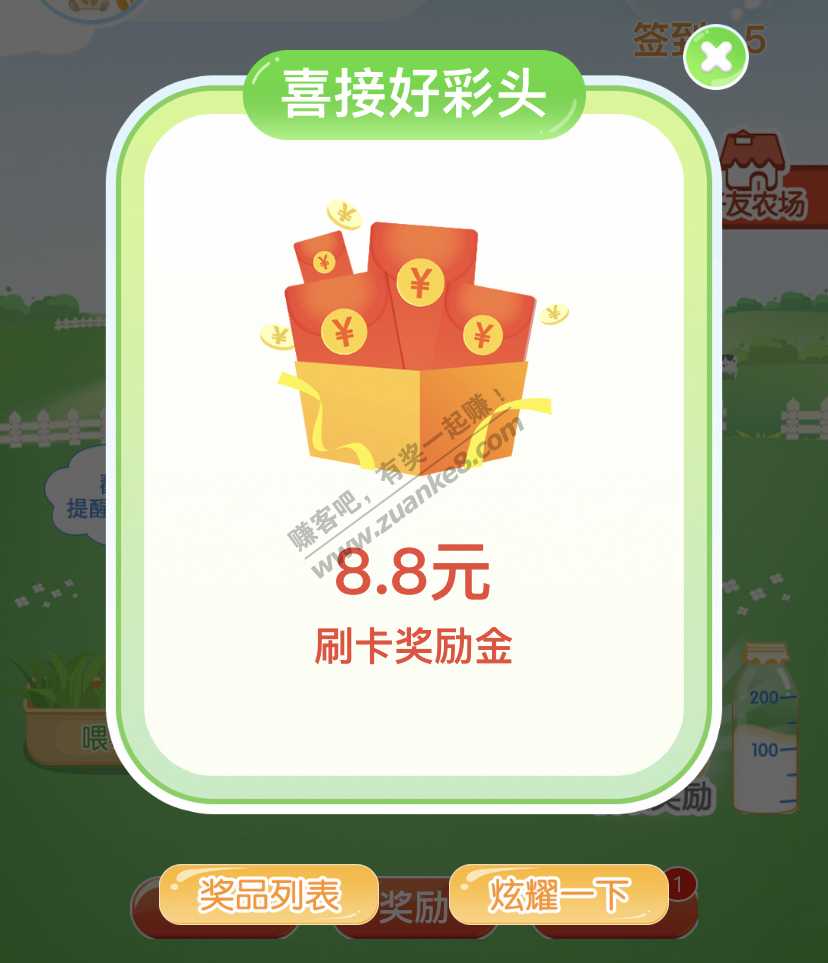 签到
5
喜接好彩头
友农场
¥
¥
¥
¥
¥
¥
¥
赚客吧，有奖一起赚！
www.zuanke8.com
8.8元
刷卡奖励金
提醒
喂
200
100
奖励
奖励
1
奖品列表
炫耀一下